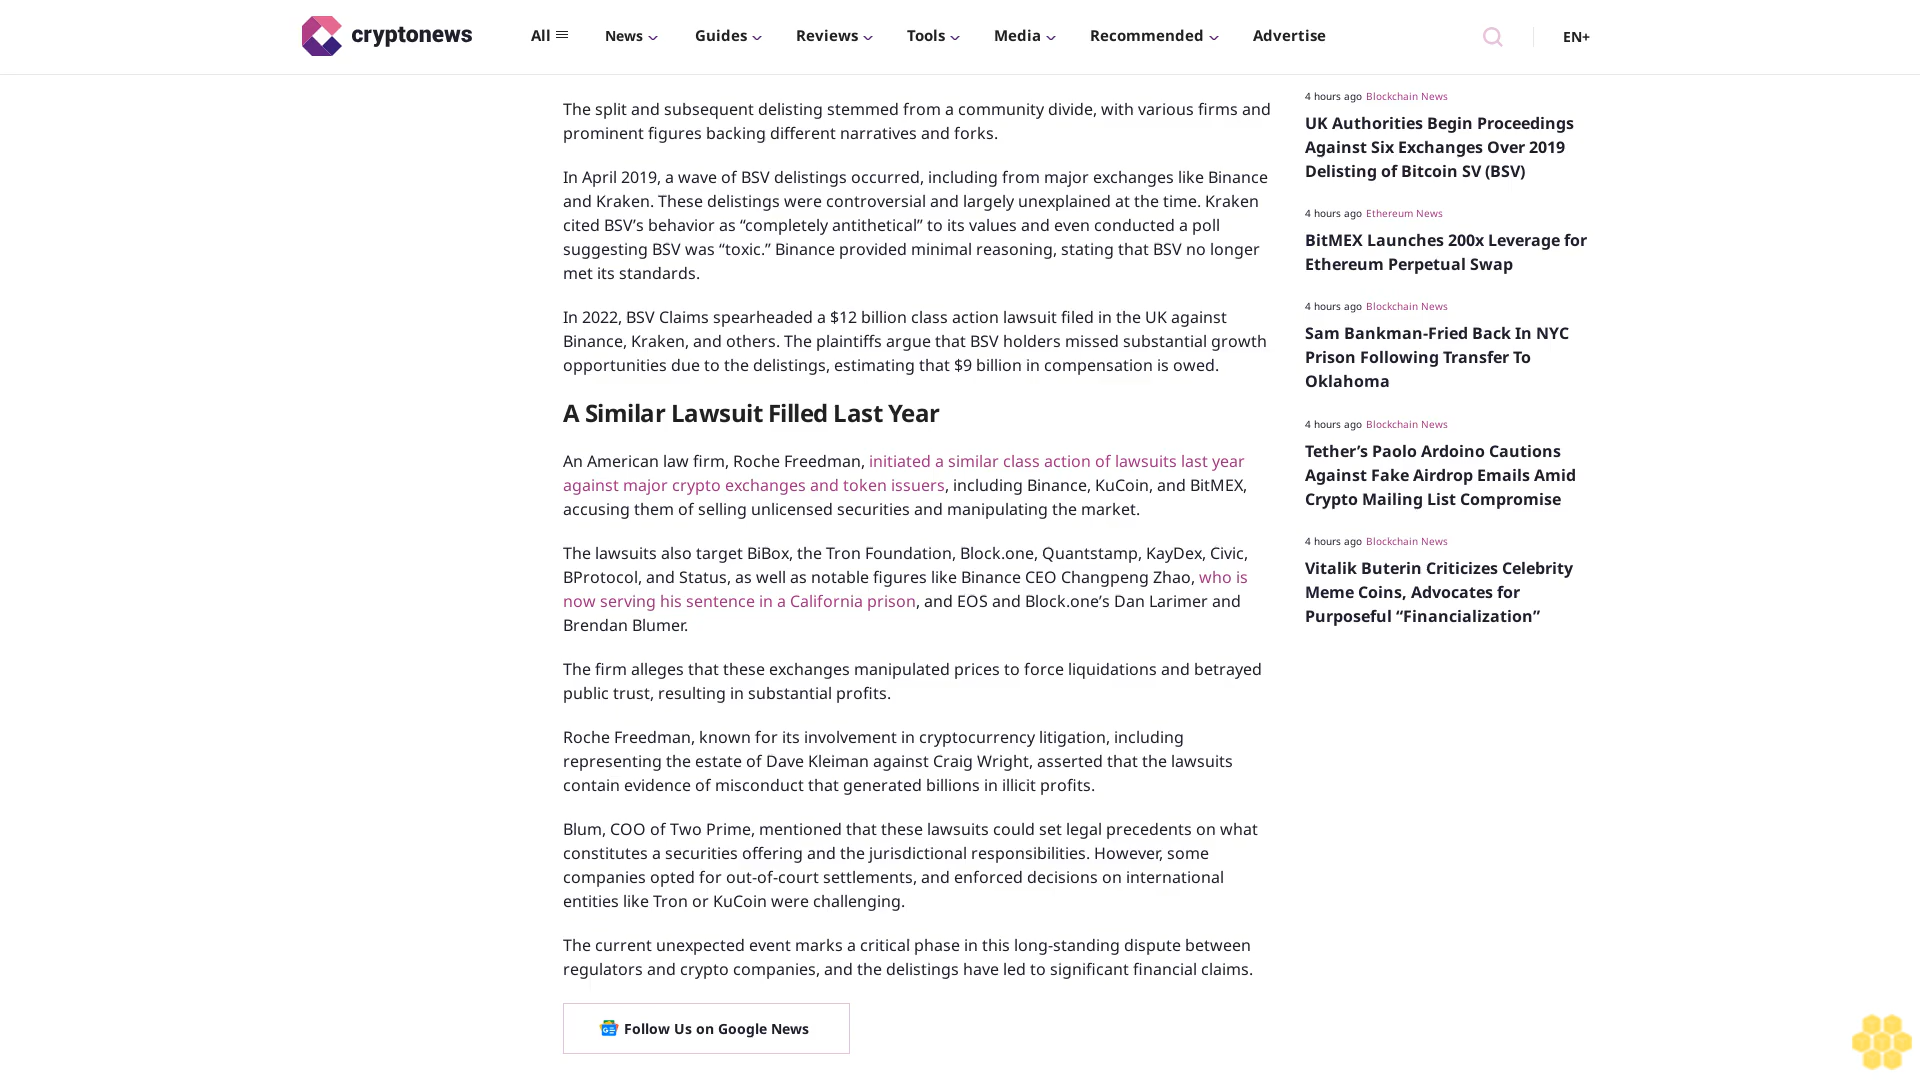 cryptonews
All
News
Guides
Reviews
Tools
Media
Recommended
Advertise
EN+
The split and subsequent delisting stemmed from a community divide, with various firms and
prominent figures backing different narratives and forks.
In April 2019, a wave of BSV delistings occurred, including from major exchanges like Binance
and Kraken. These delistings were controversial and largely unexplained at the time. Kraken
cited BSV’s behavior as “completely antithetical” to its values and even conducted a poll
suggesting BSV was “toxic.” Binance provided minimal reasoning, stating that BSV no longer
met its standards.
In 2022, BSV Claims spearheaded a $12 billion class action lawsuit filed in the UK against
Binance, Kraken, and others. The plaintiffs argue that BSV holders missed substantial growth
opportunities due to the delistings, estimating that $9 billion in compensation is owed.
A Similar Lawsuit Filled Last Year
An American law firm, Roche Freedman, initiated a similar class action of lawsuits last year
against major crypto exchanges and token issuers, including Binance, KuCoin, and BitMEX,
accusing them of selling unlicensed securities and manipulating the market.
The lawsuits also target BiBox, the Tron Foundation, Block.one, Quantstamp, KayDex, Civic,
BProtocol, and Status, as well as notable figures like Binance CEO Changpeng Zhao, who is
now serving his sentence in a California prison, and EOS and Block.one’s Dan Larimer and
Brendan Blumer.
The firm alleges that these exchanges manipulated prices to force liquidations and betrayed
public trust, resulting in substantial profits.
Roche Freedman, known for its involvement in cryptocurrency litigation, including
representing the estate of Dave Kleiman against Craig Wright, asserted that the lawsuits
contain evidence of misconduct that generated billions in illicit profits.
Blum, COO of Two Prime, mentioned that these lawsuits could set legal precedents on what
constitutes a securities offering and the jurisdictional responsibilities. However, some
companies opted for out-of-court settlements, and enforced decisions on international
entities like Tron or KuCoin were challenging.
The current unexpected event marks a critical phase in this long-standing dispute between
regulators and crypto companies, and the delistings have led to significant financial claims.
Follow Us on Google News
4 hours ago Blockchain News
UK Authorities Begin Proceedings
Against Six Exchanges Over 2019
Delisting of Bitcoin SV (BSV)
4 hours ago Ethereum News
BitMEX Launches 200x Leverage for
Ethereum Perpetual Swap
4 hours ago Blockchain News
Sam Bankman-Fried Back In NYC
Prison Following Transfer To
Oklahoma
4 hours ago Blockchain News
Tether’s Paolo Ardoino Cautions
Against Fake Airdrop Emails Amid
Crypto Mailing List Compromise
4 hours ago Blockchain News
Vitalik Buterin Criticizes Celebrity
Meme Coins, Advocates for
Purposeful “Financialization”